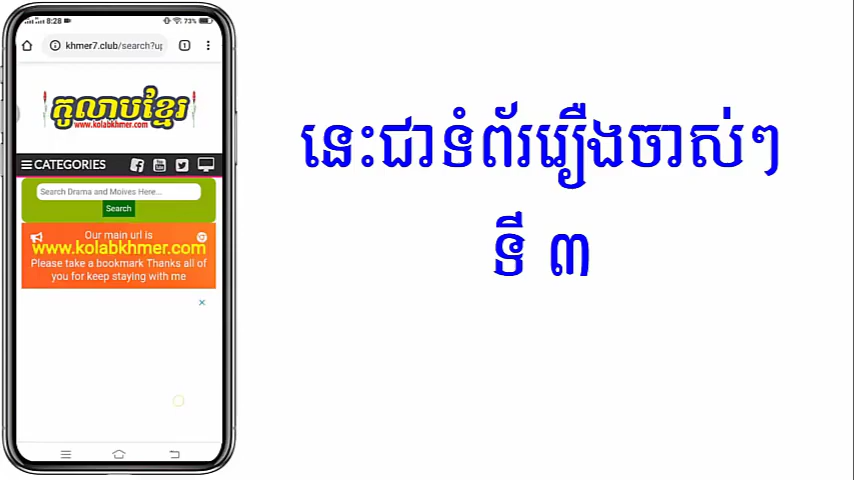 8:28
73%
khmer7.club/search?up
1
កូលាបខ្មែរ
www.kolabkhmer.com
CATEGORIES
Search Drama and Moives Here...
Search
Our main url is
www.kolabkhmer.com
Please take a bookmark Thanks all of
you for keep staying with me
នេះជាទំព័ររឿងចាស់ៗ
ទី ៣